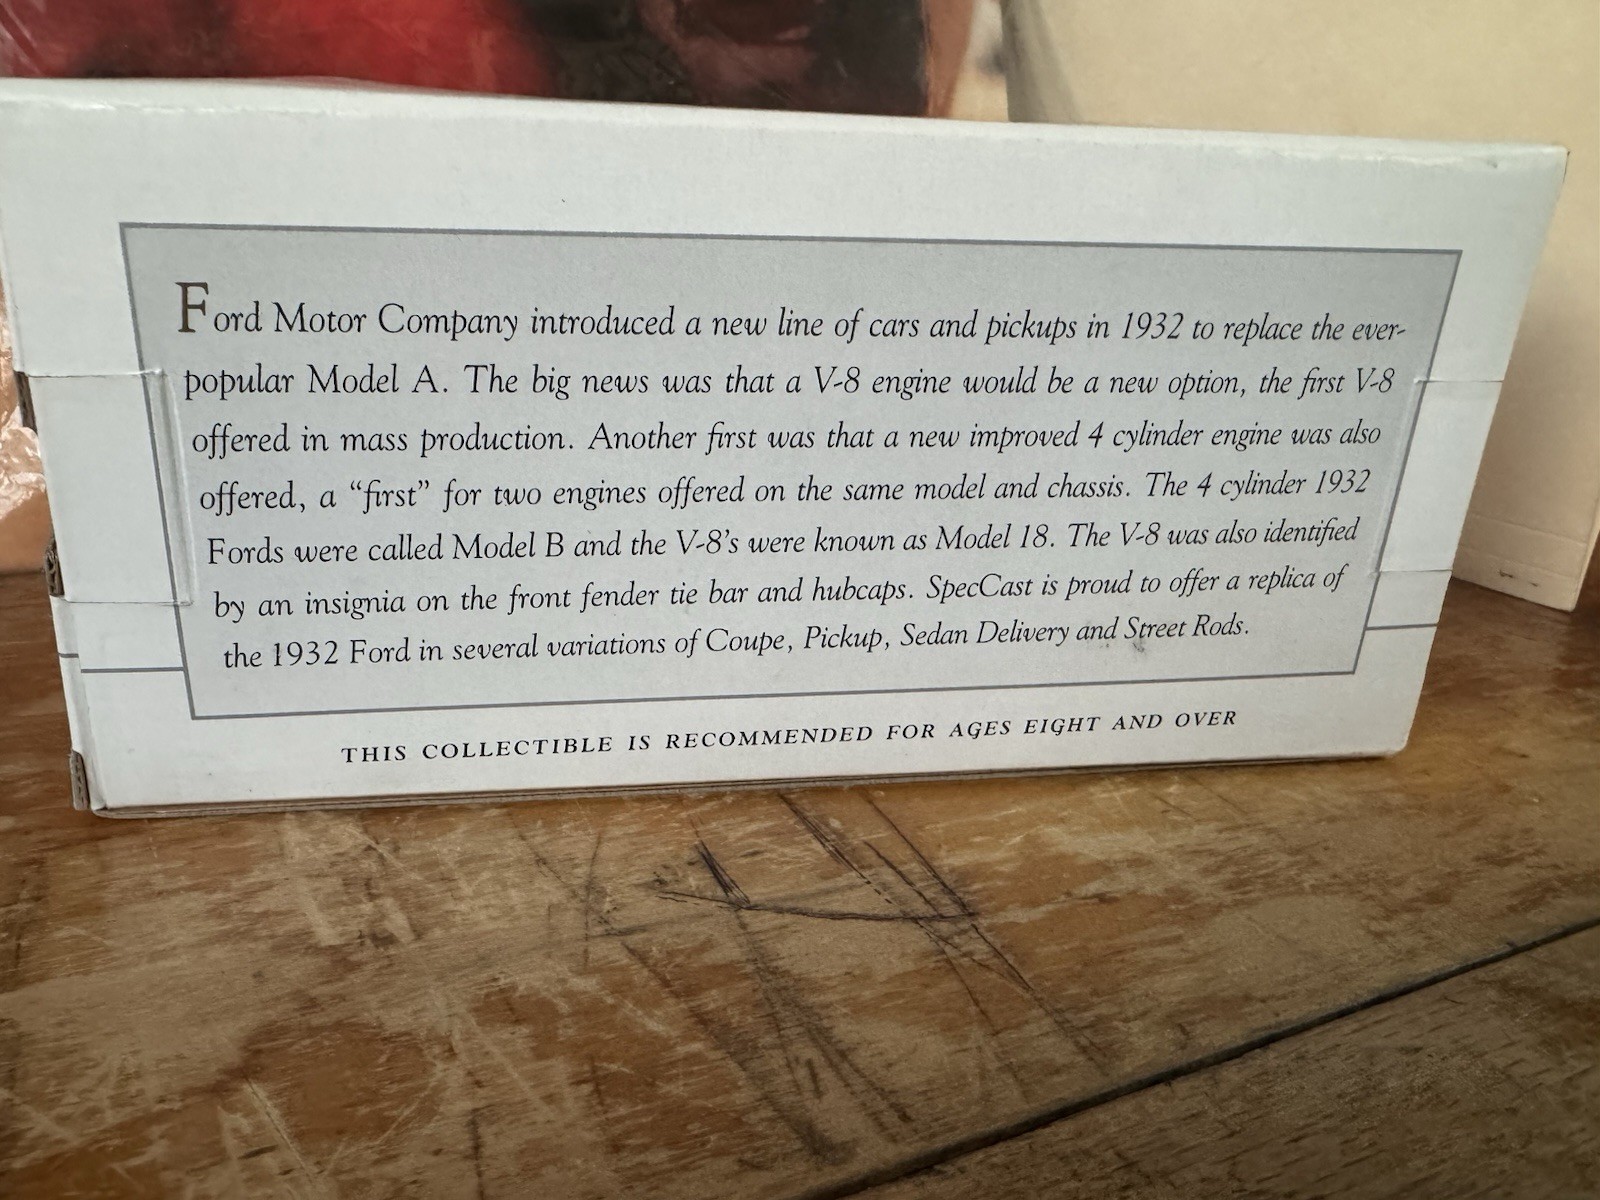 Ford Motor Company introduced a new line of cars and pickups in 1932 to replace the ever-
popular Model A. The big news was that a V-8 engine would be a new option, the first V-8
offered in mass production. Another first was that a new improved 4 cylinder engine was also
offered, a “first” for two engines offered on the same model and chassis. The 4 cylinder 1932
Fords were called Model B and the V-8’s were known as Model 18. The V-8 was also identified
by an insignia on the front fender tie bar and hubcaps. SpecCast is proud to offer a replica of
the 1932 Ford in several variations of Coupe, Pickup, Sedan Delivery and Street Rods.
THIS COLLECTIBLE IS RECOMMENDED FOR AGES EIGHT AND OVER